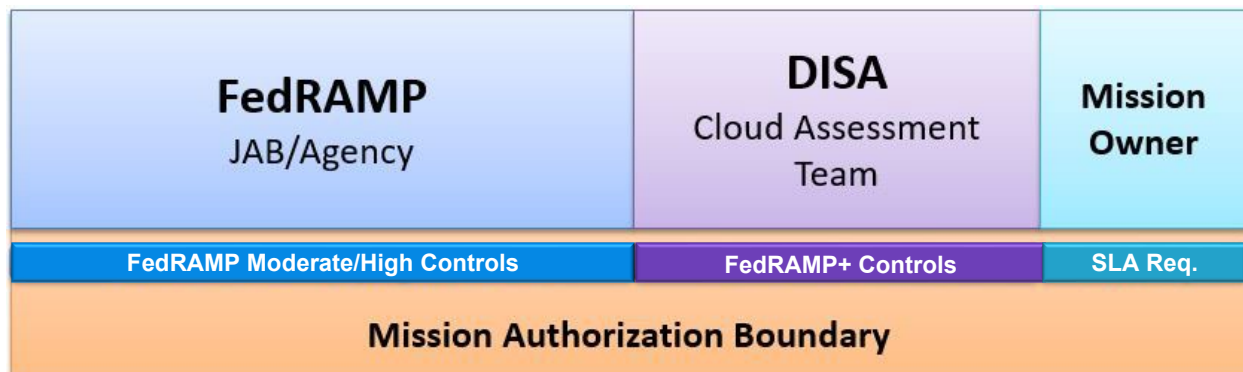 FedRAMP
JAB/Agency
DISA
Cloud Assessment
Team
Mission
Owner
FedRAMP Moderate/High Controls
FedRAMP+ Controls
SLA Req.
Mission Authorization Boundary